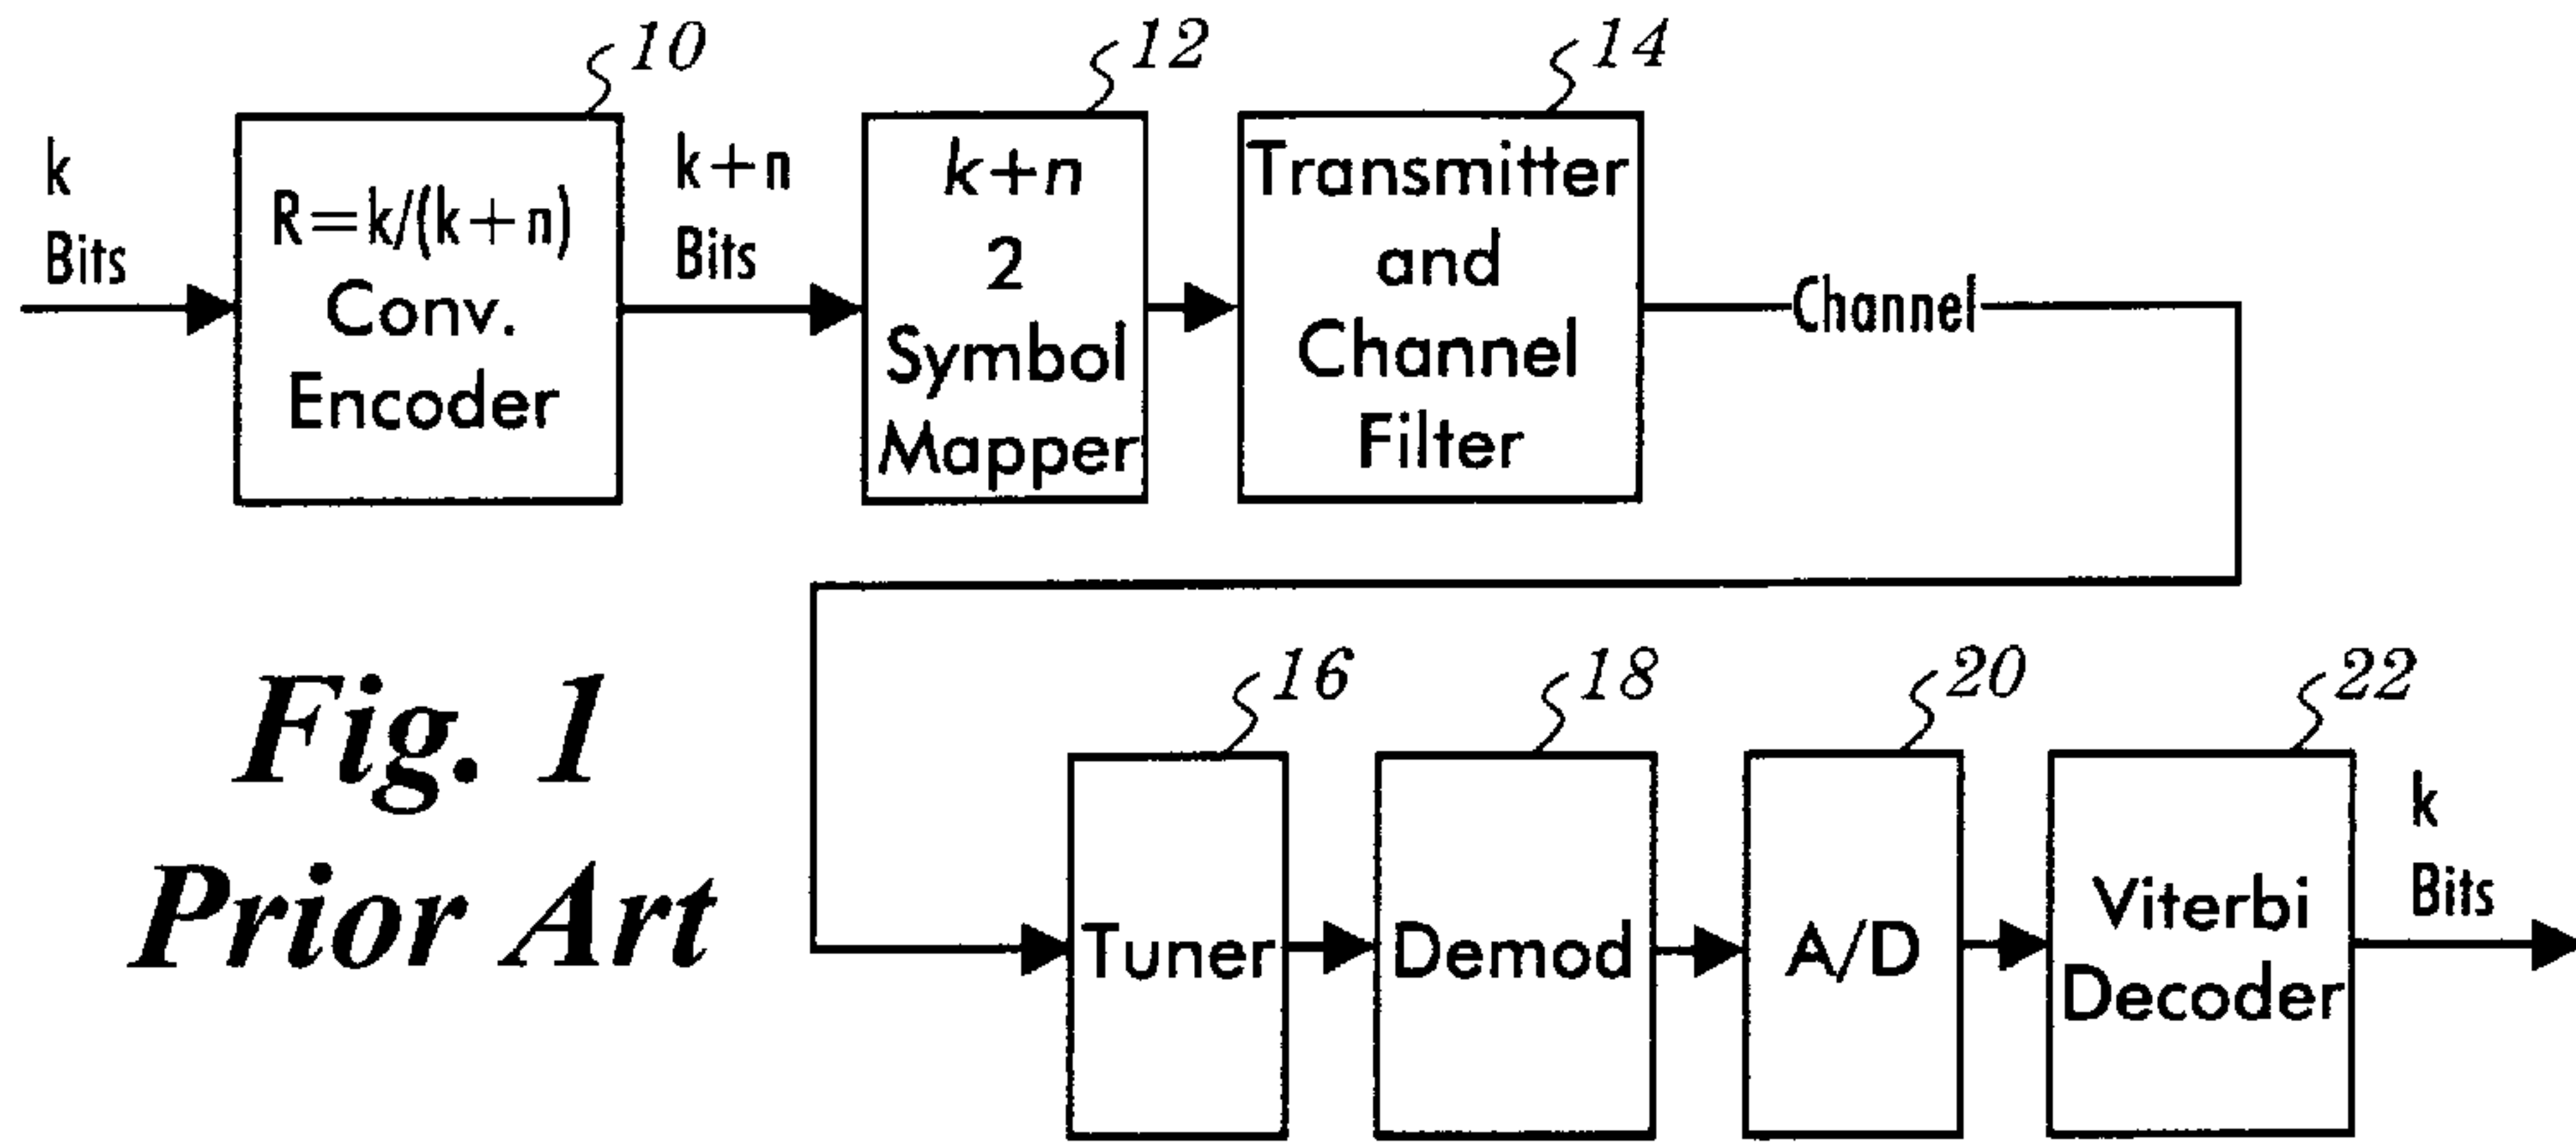 10
12
14
k
Bits
R=k/(k+n)
Conv.
Encoder
k+n
Bits
k+n
2
Symbol
Mapper
Transmitter
and
Channel
Filter
Channel
Fig. 1
Prior Art
16
18
20
22
Tuner
Demod
A/D
Viterbi
Decoder
k
Bits